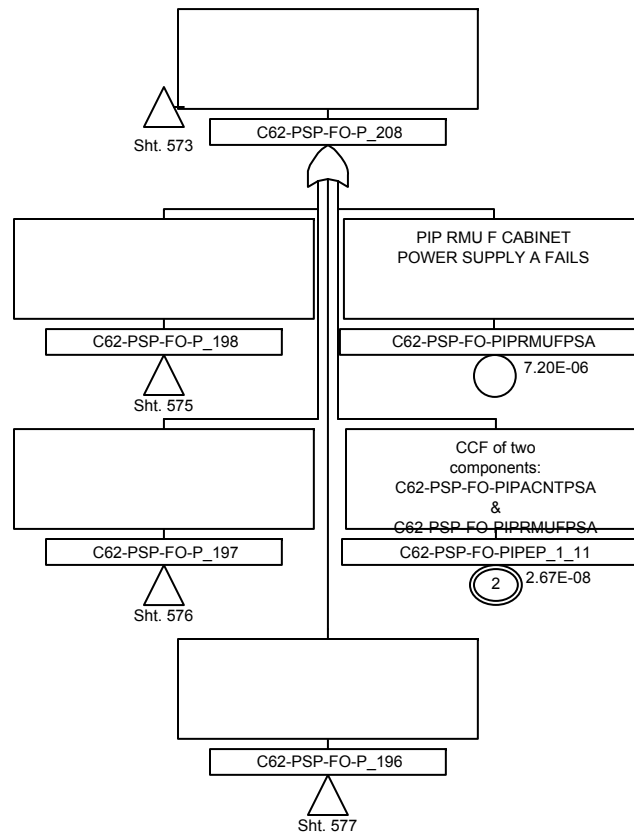 C62-PSP-FO-P_208
Sht. 573
PIP RMU F CABINET
POWER SUPPLY A FAILS
C62-PSP-FO-P_198
C62-PSP-FO-PIPRMUFPSA
7.20E-06
Sht. 575
CCF of two
components:
C62-PSP-FO-PIPACNTPSA
&
C62-PSP-FO-PIPRMUFPSA
C62-PSP-FO-P_197
C62-PSP-FO-PIPEP_1_11
2
2.67E-08
Sht. 576
C62-PSP-FO-P_196
Sht. 577